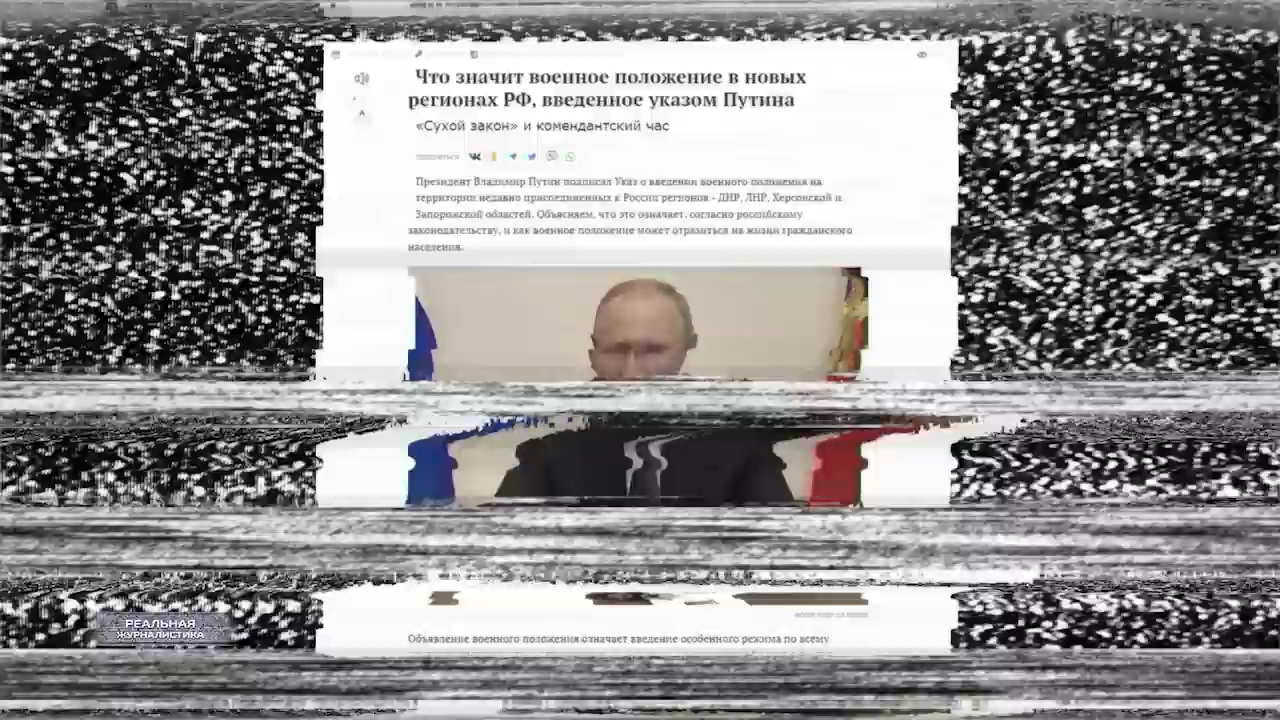 Что значит военное положение в новых
регионах РФ, введенное указом Путина
«Сухой закон» и комендантский час
Президент Владимир Путин подписал Указ о введении военного положения на
территории недавно присоединенных к России регионов - ДНР, ЛНР, Херсонской и
Запорожской областей. Объясняем, что это означает, согласно российскому
законодательству, и как военное положение может отразиться на жизни гражданского
населения.
РЕАЛЬНАЯ
ЖУРНАЛИСТИКА
Объявление военного положения означает введение особенного режима по всему